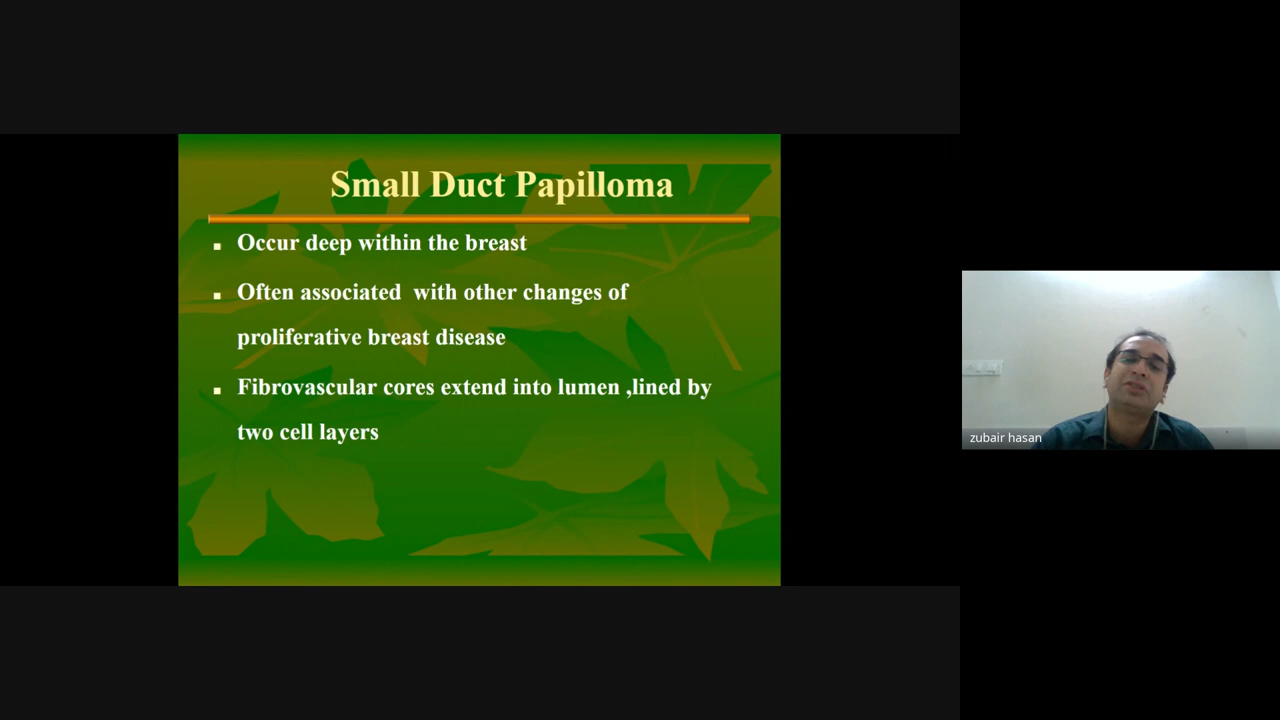 Small Duct Papilloma
Occur deep within the breast
Often associated  with other changes of
proliferative breast disease
Fibrovascular cores extend into lumen ,lined by
two cell layers
zubair hasan